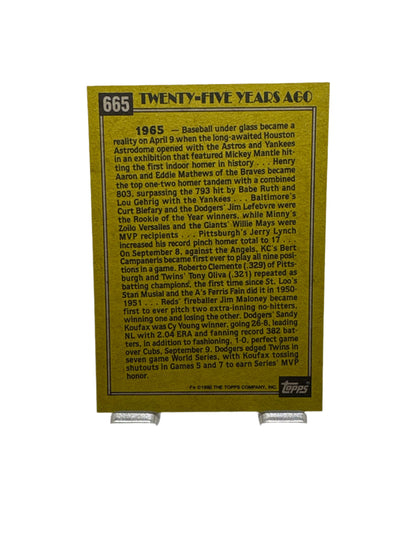 665 TWENTY-FIVE YEARS AGO
1965 — Baseball under glass became a
reality on April 9 when the long-awaited Houston
Astrodome opened with the Astros and Yankees
in an exhibition that featured Mickey Mantle hit-
ting the first indoor homer in history . . . Henry
Aaron and Eddie Mathews of the Braves became
the top one-two homer tandem with a combined
803, surpassing the 793 hit by Babe Ruth and
Lou Gehrig with the Yankees . . . Baltimore's
Curt Blefary and the Dodgers' Jim Lefebvre were
the Rookie of the Year winners, while Minny's
Zoilo Versalles and the Giants' Willie Mays were
MVP recipients . . . Pittsburgh's Jerry Lynch
increased his record pinch homer total to 17 . . .
On September 8, against the Angels, KC's Bert
Campaneris became first ever to play all nine posi-
tions in a game. Roberto Clemente (.329) of Pitts-
burgh and Twins' Tony Oliva (.321) repeated as
batting champions, the first time since St. Loo's
Stan Musial and the A's Ferris Fain did it in 1950-
1951 . . . Reds' fireballer Jim Maloney became
first to ever pitch two extra-inning no-hitters,
winning one and losing the other. Dodgers' Sandy
Koufax was Cy Young winner, going 26-8, leading
NL with 2.04 ERA and fanning record 382 bat-
ters, in addition to fashioning, 1-0, perfect game
over Cubs, September 9. Dodgers edged Twins in
seven game World Series, with Koufax tossing
shutouts in Games 5 and 7 to earn Series' MVP
honor.
©1990 THE TOPPS COMPANY, INC.
topps